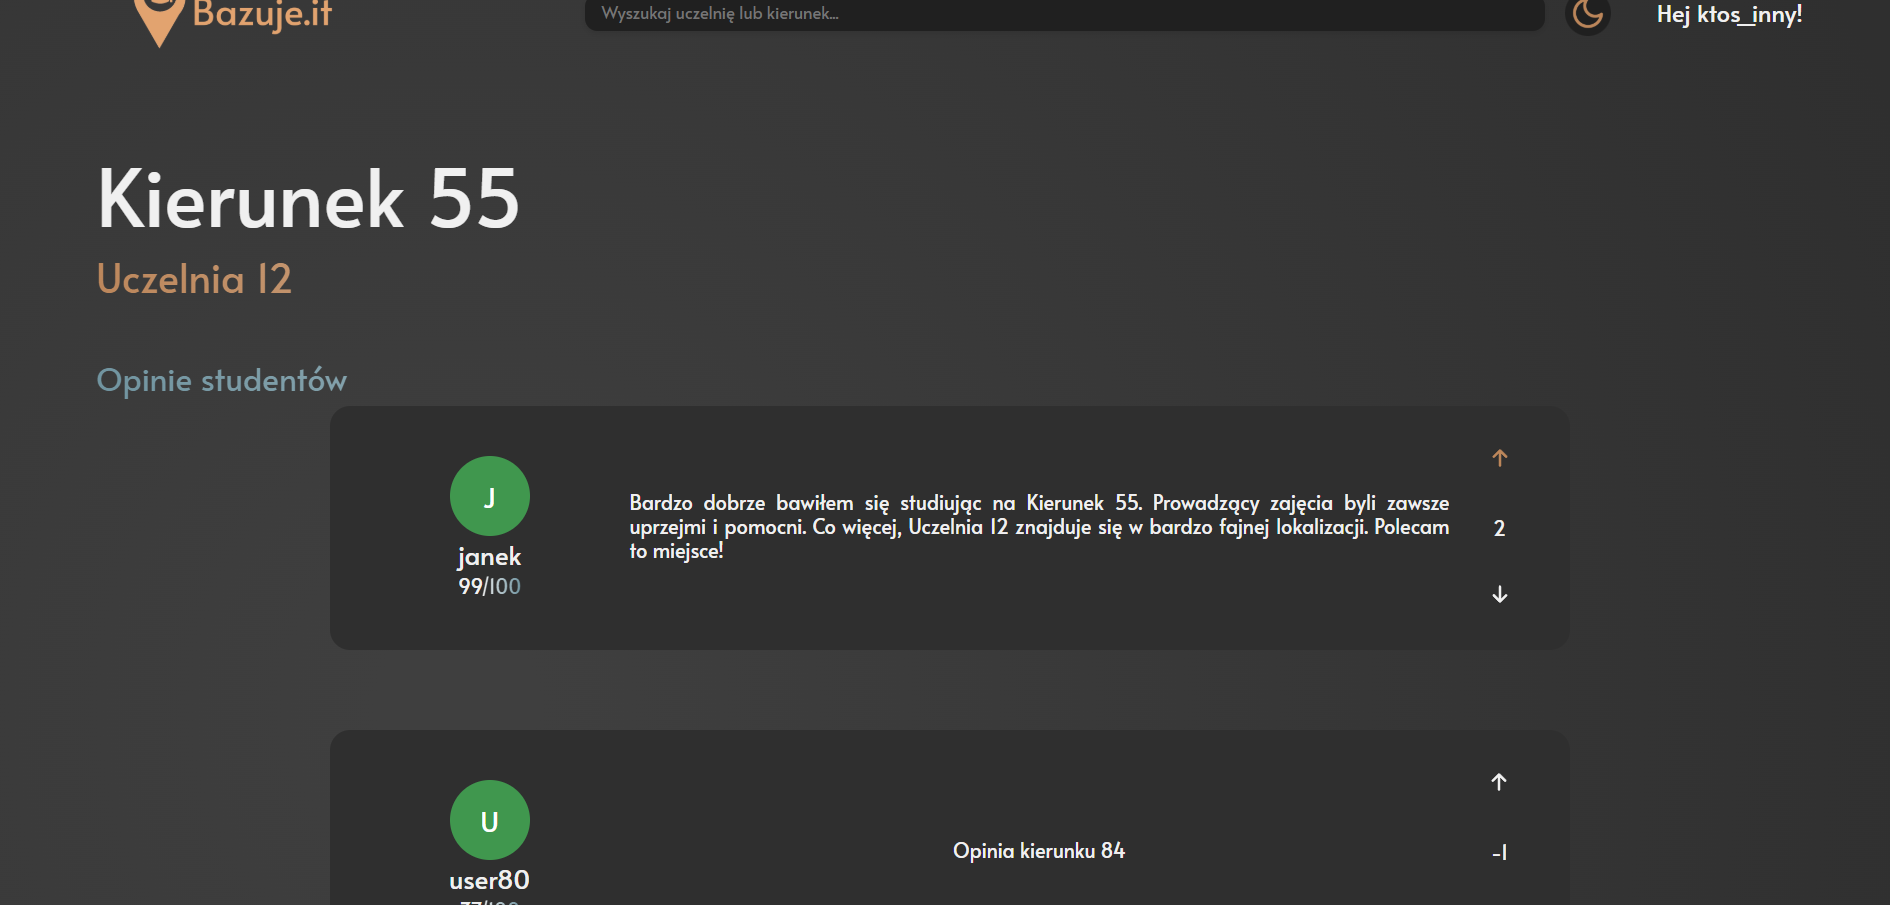 Bazuje.it
Wyszukaj uczelnię lub kierunek...
Hej ktos_inny!
Kierunek 55
Uczelnia 12
Opinie studentów
J
janek
99/100
Bardzo dobrze bawiłem się studiując na Kierunek 55. Prowadzący zajęcia byli zawsze
uprzejmi i pomocni. Co więcej, Uczelnia 12 znajduje się w bardzo fajnej lokalizacji. Polecam
to miejsce!
2
U
user80
Opinia kierunku 84
-1